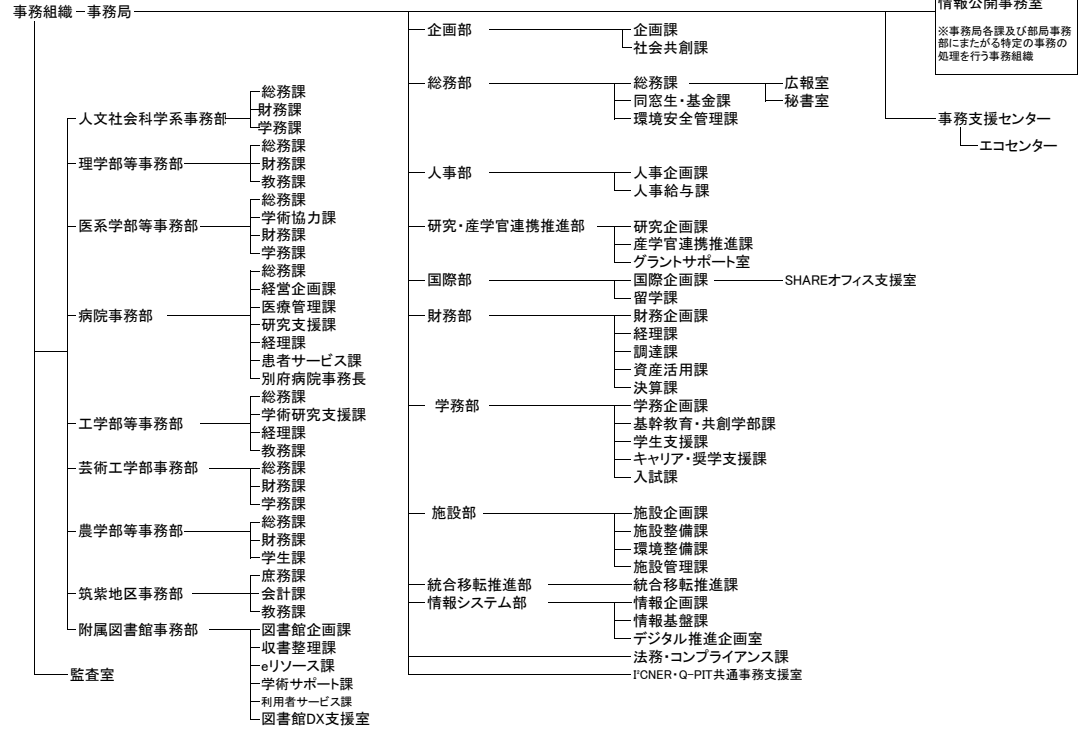 事務組織
事務局
情報公開事務室
※事務局各課及び部局事務
部にまたがる特定の事務の
処理を行う事務組織
事務支援センター
エコセンター
人文社会科学系事務部
総務課
財務課
学務課
理学部等事務部
総務課
財務課
教務課
医系学部等事務部
総務課
学術協力課
財務課
学務課
病院事務部
総務課
経営企画課
医療管理課
研究支援課
経理課
患者サービス課
別府病院事務長
工学部等事務部
総務課
学術研究支援課
経理課
教務課
芸術工学部事務部
総務課
財務課
学務課
農学部等事務部
総務課
財務課
学生課
筑紫地区事務部
庶務課
会計課
教務課
附属図書館事務部
図書館企画課
収書整理課
eリソース課
学術サポート課
利用者サービス課
図書館DX支援室
監査室
企画部
企画課
社会共創課
総務部
総務課
広報室
秘書室
同窓生・基金課
環境安全管理課
人事部
人事企画課
人事給与課
研究・産学官連携推進部
研究企画課
産学官連携推進課
グラントサポート室
国際部
国際企画課
SHAREオフィス支援室
留学課
財務部
財務企画課
経理課
調達課
資産活用課
決算課
学務部
学務企画課
基幹教育・共創学部課
学生支援課
キャリア・奨学支援課
入試課
施設部
施設企画課
施設整備課
環境整備課
施設管理課
統合移転推進部
統合移転推進課
情報システム部
情報企画課
情報基盤課
デジタル推進企画室
法務・コンプライアンス課
I²CNER・Q-PIT共通事務支援室